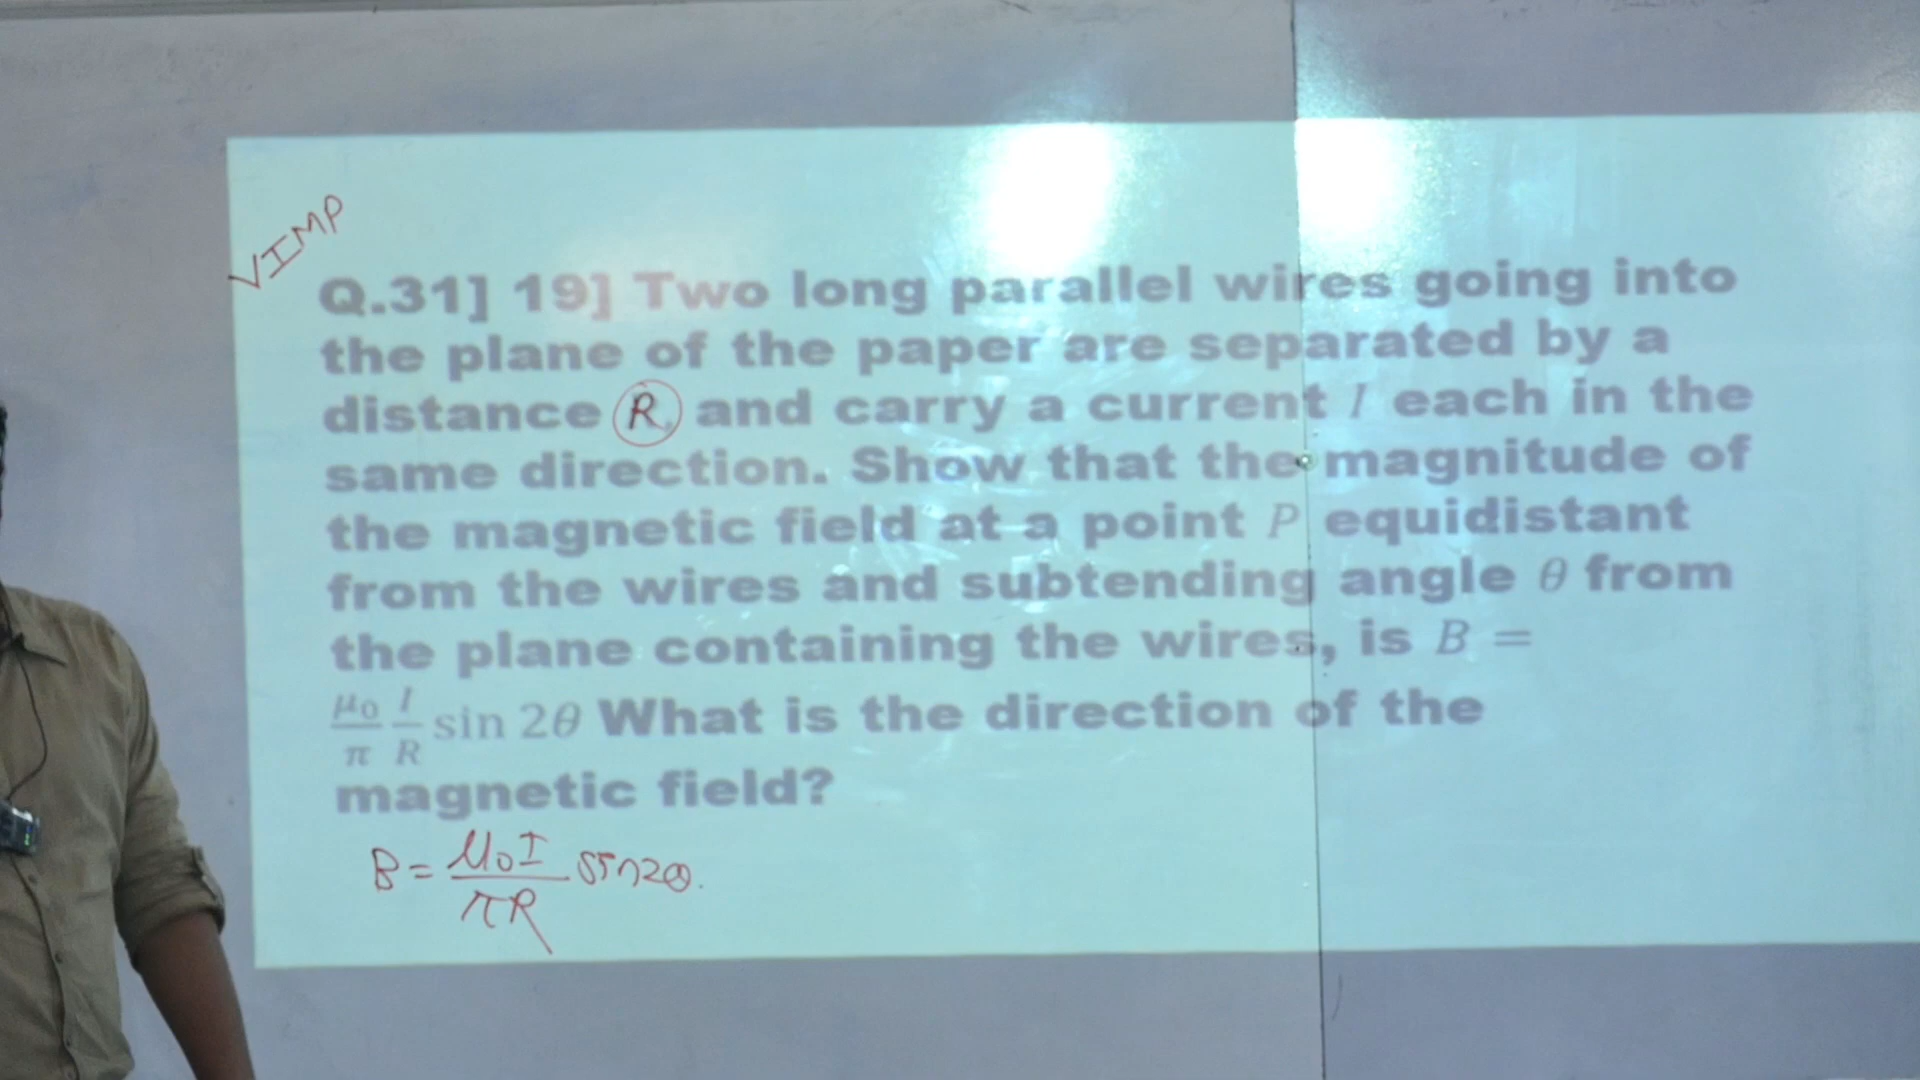 VIMP
Q.31] 19] Two long parallel wires going into
the plane of the paper are separated by a
distance R and carry a current I each in the
same direction. Show that the magnitude of
the magnetic field at a point P equidistant
from the wires and subtending angle θ from
the plane containing the wires, is B =
μ₀/π I/R sin 2θ What is the direction of the
magnetic field?
B = μ₀I/πR sin2θ.